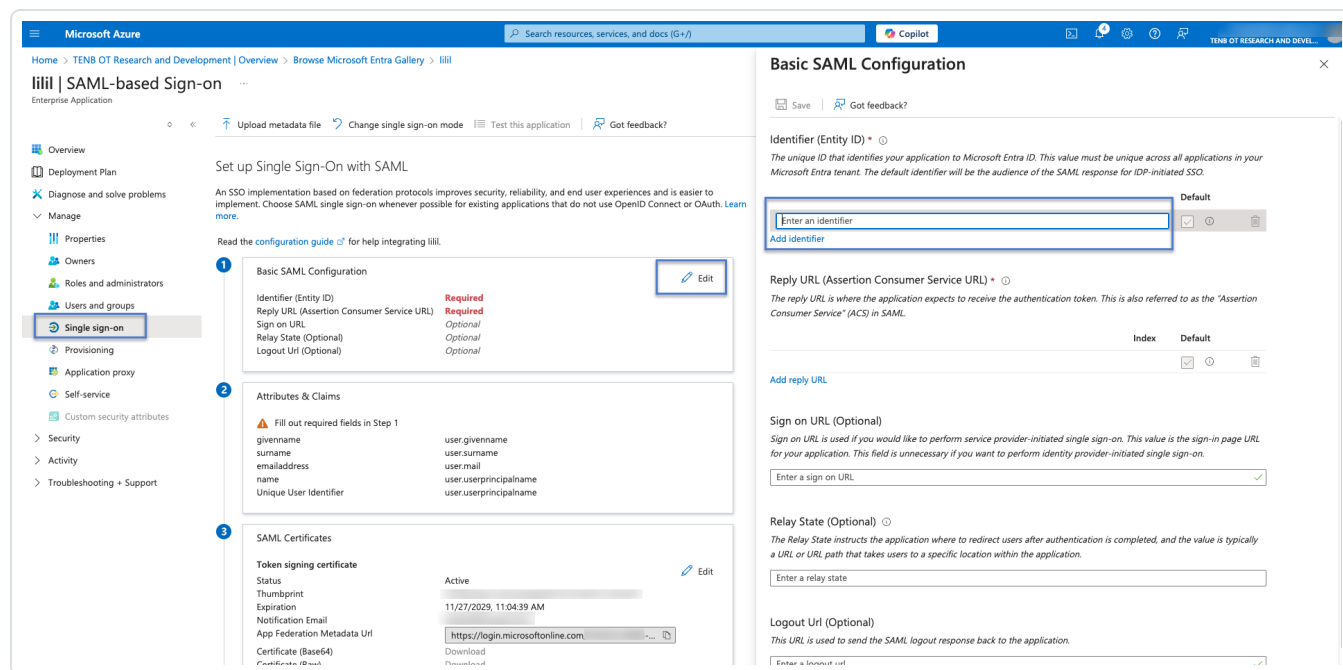 Microsoft Azure
Search resources, services, and docs (G+/)
Copilot
4
TENB OT RESEARCH AND DEVEL...
Home > TENB OT Research and Development | Overview > Browse Microsoft Entra Gallery > lilil
lilil | SAML-based Sign-on ...
Enterprise Application
Upload metadata file
Change single sign-on mode
Test this application
Got feedback?
Overview
Deployment Plan
Diagnose and solve problems
Manage
Properties
Owners
Roles and administrators
Users and groups
Single sign-on
Provisioning
Application proxy
Self-service
Custom security attributes
Security
Activity
Troubleshooting + Support
Set up Single Sign-On with SAML
An SSO implementation based on federation protocols improves security, reliability, and end user experiences and is easier to
implement. Choose SAML single sign-on whenever possible for existing applications that do not use OpenID Connect or OAuth. Learn
more.
Read the configuration guide for help integrating lilil.
1
Basic SAML Configuration
Edit
Identifier (Entity ID) Required
Reply URL (Assertion Consumer Service URL) Required
Sign on URL Optional
Relay State (Optional) Optional
Logout Url (Optional) Optional
2
Attributes & Claims
Fill out required fields in Step 1
givenname user.givenname
surname user.surname
emailaddress user.mail
name user.userprincipalname
Unique User Identifier user.userprincipalname
3
SAML Certificates
Token signing certificate
Edit
Status Active
Thumbprint
Expiration 11/27/2029, 11:04:39 AM
Notification Email
App Federation Metadata Url https://login.microsoftonline.com -...
Certificate (Base64) Download
Certificate (Raw) Download
Basic SAML Configuration
Save
Got feedback?
Identifier (Entity ID) *
The unique ID that identifies your application to Microsoft Entra ID. This value must be unique across all applications in your
Microsoft Entra tenant. The default identifier will be the audience of the SAML response for IDP-initiated SSO.
Default
Enter an identifier
Add identifier
Reply URL (Assertion Consumer Service URL) *
The reply URL is where the application expects to receive the authentication token. This is also referred to as the "Assertion
Consumer Service" (ACS) in SAML.
Index Default
Add reply URL
Sign on URL (Optional)
Sign on URL is used if you would like to perform service provider-initiated single sign-on. This value is the sign-in page URL
for your application. This field is unnecessary if you want to perform identity provider-initiated single sign-on.
Enter a sign on URL
Relay State (Optional)
The Relay State instructs the application where to redirect users after authentication is completed, and the value is typically
a URL or URL path that takes users to a specific location within the application.
Enter a relay state
Logout Url (Optional)
This URL is used to send the SAML logout response back to the application.
Enter a logout url